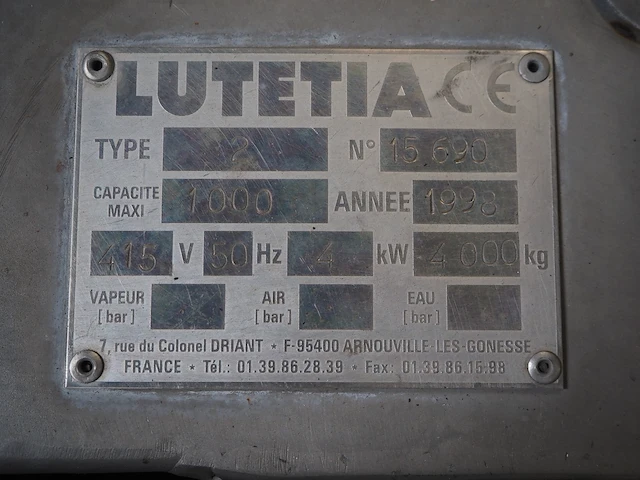 LUTETIA CE
TYPE 2 N° 15 690
CAPACITE MAXI 1000 ANNEE 1998
415 V 50 Hz 4 kW 4 000 kg
VAPEUR [bar] AIR [bar] EAU [bar]
7, rue du Colonel DRIANT ⋆ F-95400 ARNOUVILLE-LES-GONESSE
FRANCE ⋆ Tél.: 01.39.86.28.39 ⋆ Fax: 01.39.86.15.98